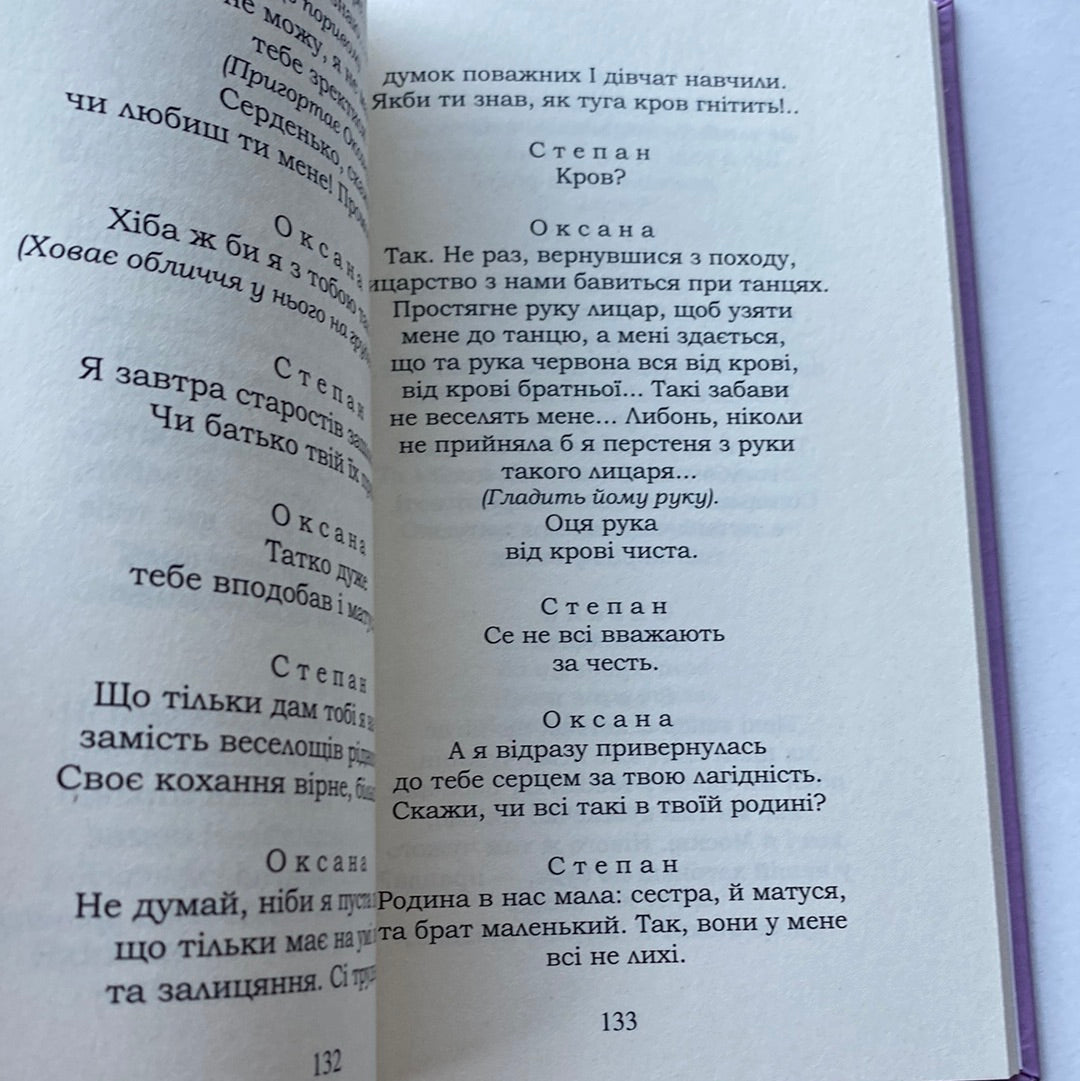 не можу, я не
тебе зректися
(Пригортає
Серденько,
чи любиш ти мене!
Оксана
Хіба ж би я з тобою
(Ховає обличчя у нього на
Степан
Я завтра старостів
Чи батько твій їх
Оксана
Татко дуже
тебе вподобав і
Степан
Що тільки дам тобі я
замість веселощів
Своє кохання вірне,
Оксана
Не думай, ніби я
що тільки має на
та залицяння. Сі
132
думок поважних І дівчат навчили.
Якби ти знав, як туга кров гнітить!..
Степан
Кров?
Оксана
Так. Не раз, вернувшися з походу,
ицарство з нами бавиться при танцях.
Простягне руку лицар, щоб узяти
мене до танцю, а мені здається,
що та рука червона вся від крові,
від крові братньої... Такі забави
не веселять мене... Либонь, ніколи
не прийняла б я перстеня з руки
такого лицаря...
(Гладить йому руку).
Оця рука
від крові чиста.
Степан
Се не всі вважають
за честь.
Оксана
А я відразу привернулась
до тебе серцем за твою лагідність.
Скажи, чи всі такі в твоїй родині?
Степан
Родина в нас мала: сестра, й матуся,
та брат маленький. Так, вони у мене
всі не лихі.
133